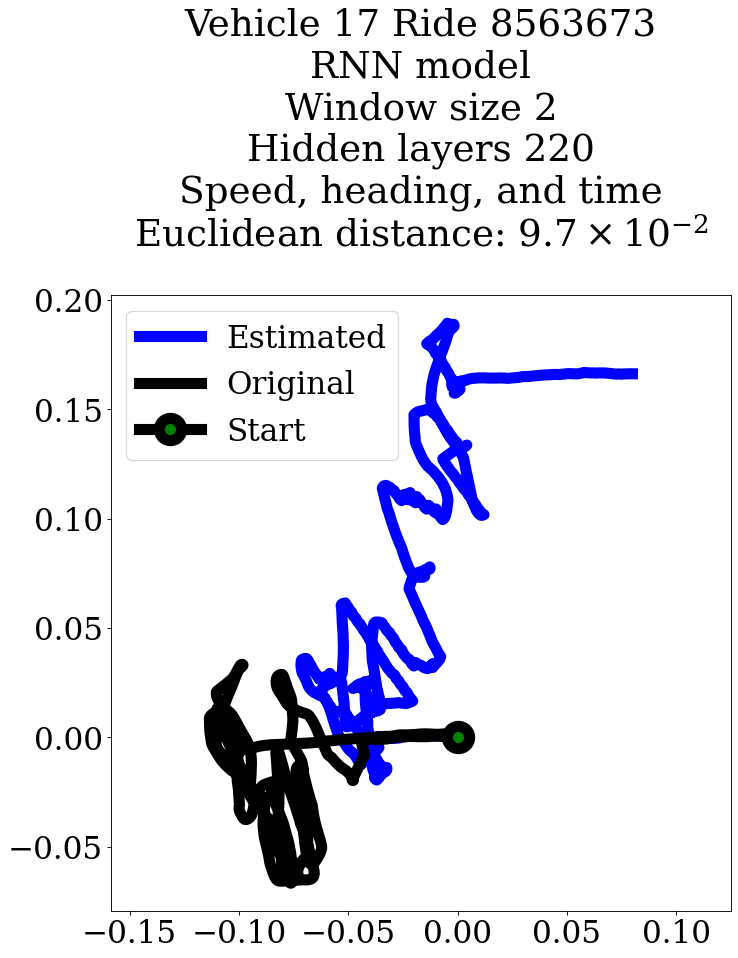 Vehicle 17 Ride 8563673
RNN model
Window size 2
Hidden layers 220
Speed, heading, and time
Euclidean distance: 9.7 × 10⁻²
Estimated
Original
Start
0.20
0.15
0.10
0.05
0.00
−0.05
−0.15 −0.10 −0.05 0.00 0.05 0.10